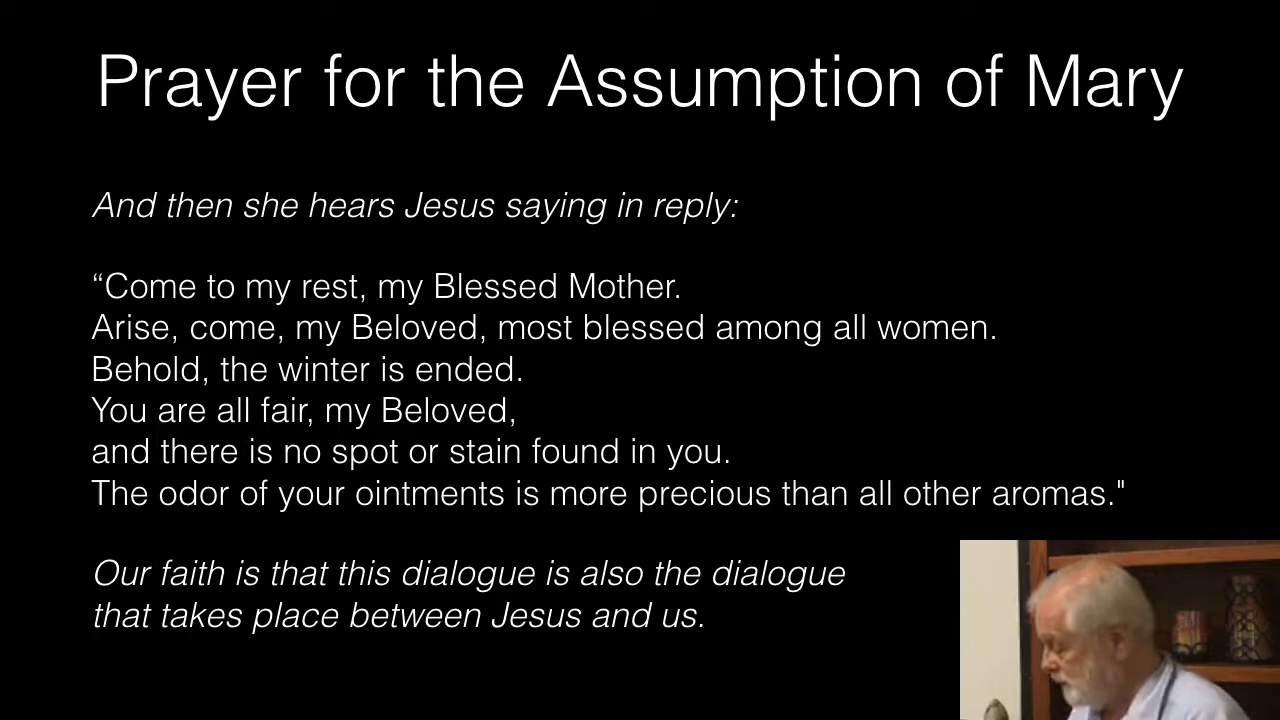 Prayer for the Assumption of Mary
And then she hears Jesus saying in reply:
“Come to my rest, my Blessed Mother.
Arise, come, my Beloved, most blessed among all women.
Behold, the winter is ended.
You are all fair, my Beloved,
and there is no spot or stain found in you.
The odor of your ointments is more precious than all other aromas."
Our faith is that this dialogue is also the dialogue
that takes place between Jesus and us.